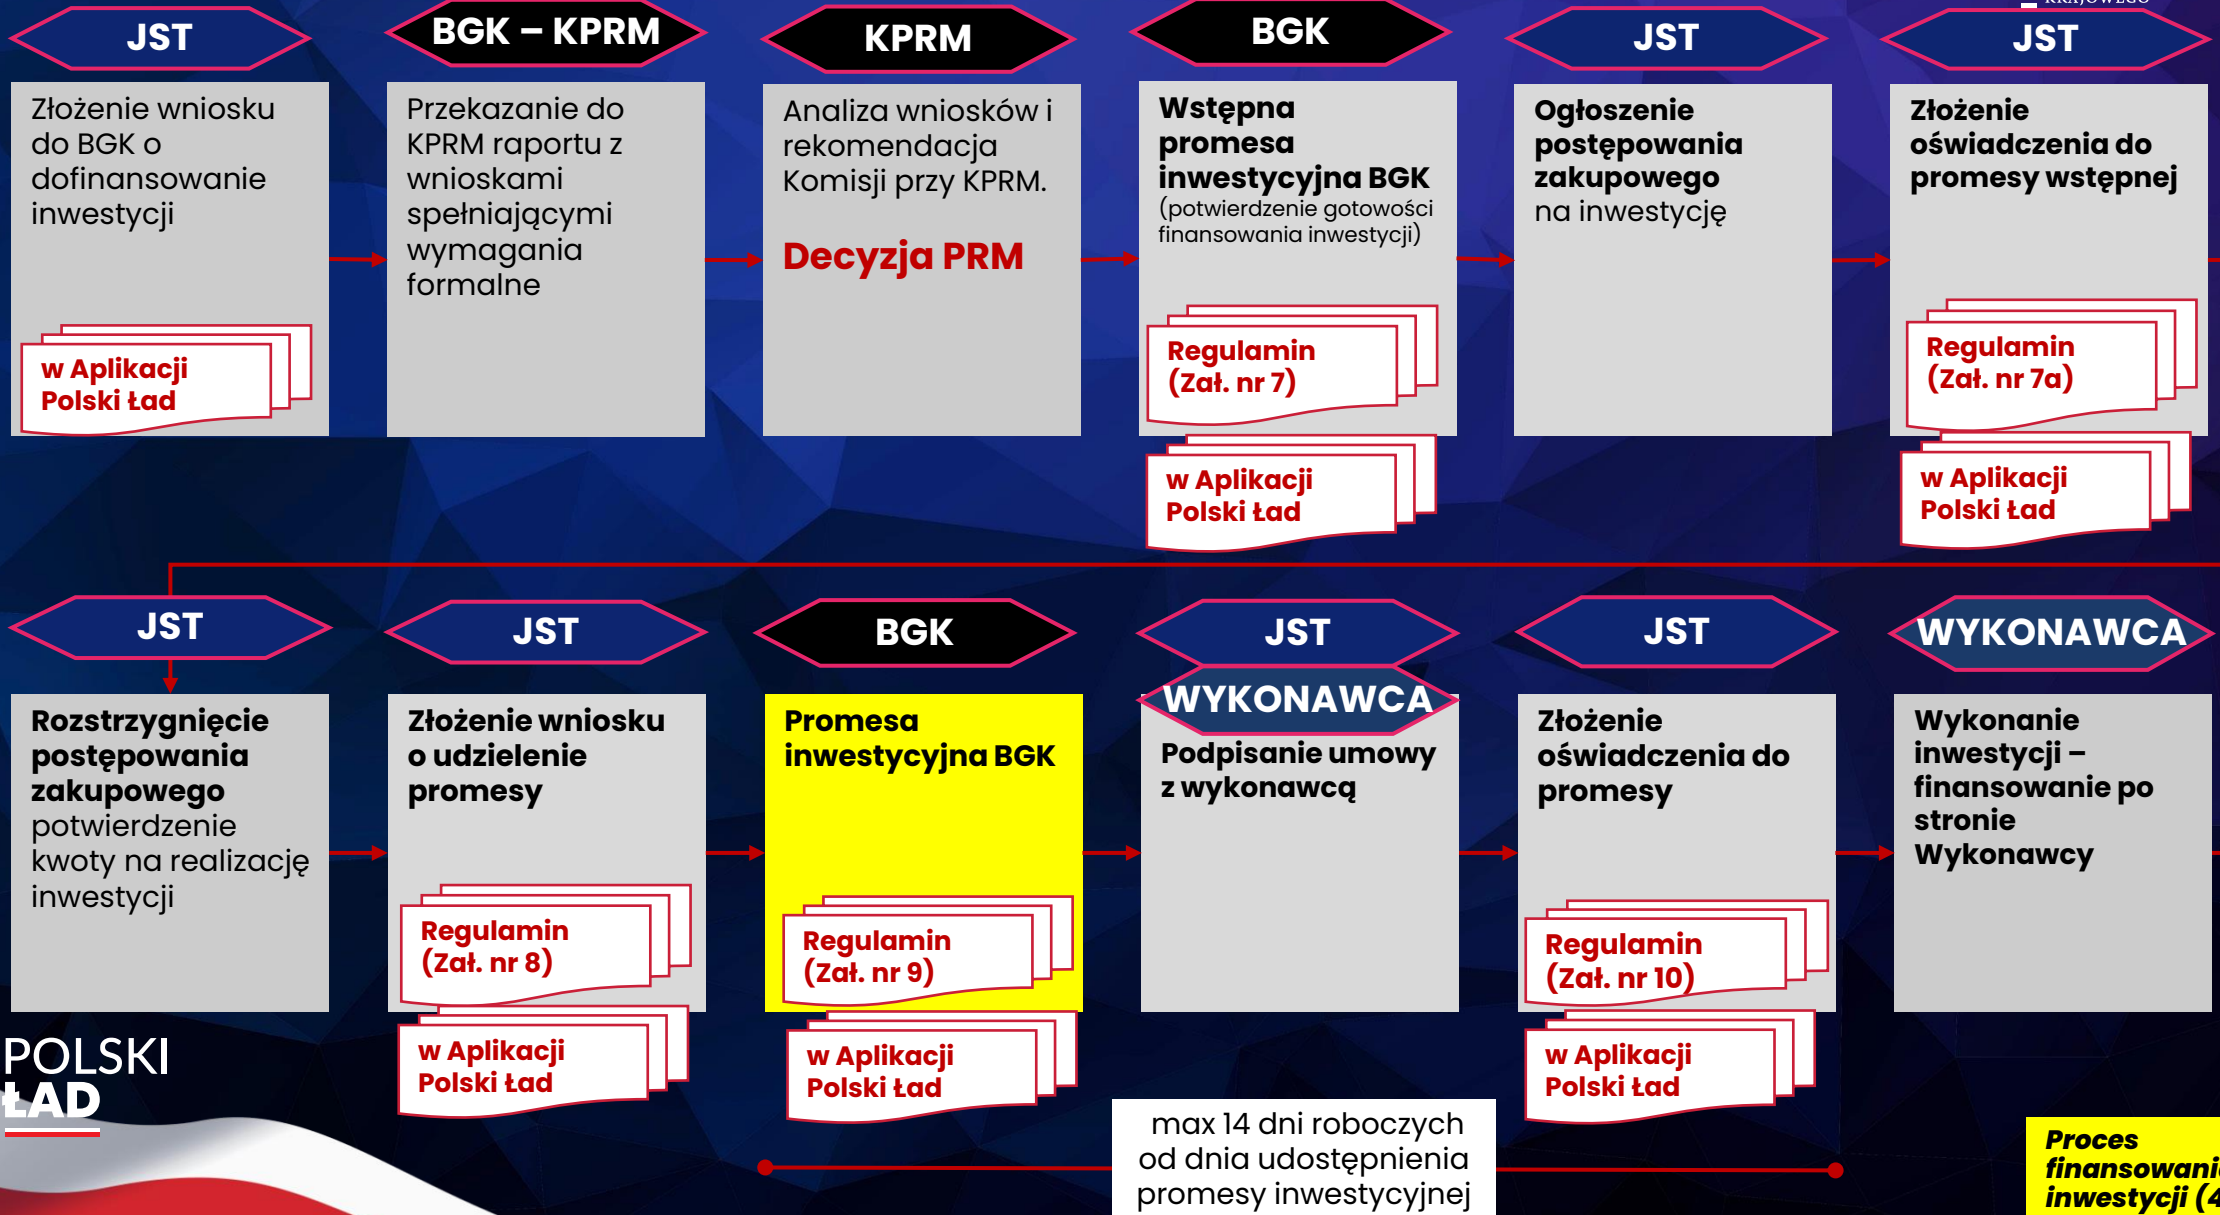 KRAJOWEGO
JST
BGK – KPRM
KPRM
BGK
JST
JST
Złożenie wniosku
do BGK o
dofinansowanie
inwestycji
w Aplikacji
Polski Ład
Przekazanie do
KPRM raportu z
wnioskami
spełniającymi
wymagania
formalne
Analiza wniosków i
rekomendacja
Komisji przy KPRM.
Decyzja PRM
Wstępna
promesa
inwestycyjna BGK
(potwierdzenie gotowości
finansowania inwestycji)
Regulamin
(Zał. nr 7)
w Aplikacji
Polski Ład
Ogłoszenie
postępowania
zakupowego
na inwestycję
Złożenie
oświadczenia do
promesy wstępnej
Regulamin
(Zał. nr 7a)
w Aplikacji
Polski Ład
JST
JST
BGK
JST
WYKONAWCA
JST
WYKONAWCA
Rozstrzygnięcie
postępowania
zakupowego
potwierdzenie
kwoty na realizację
inwestycji
Złożenie wniosku
o udzielenie
promesy
Regulamin
(Zał. nr 8)
w Aplikacji
Polski Ład
Promesa
inwestycyjna BGK
Regulamin
(Zał. nr 9)
w Aplikacji
Polski Ład
Podpisanie umowy
z wykonawcą
Złożenie
oświadczenia do
promesy
Regulamin
(Zał. nr 10)
w Aplikacji
Polski Ład
Wykonanie
inwestycji –
finansowanie po
stronie
Wykonawcy
POLSKI
ŁAD
max 14 dni roboczych
od dnia udostępnienia
promesy inwestycyjnej
Proces
finansowania
inwestycji (4